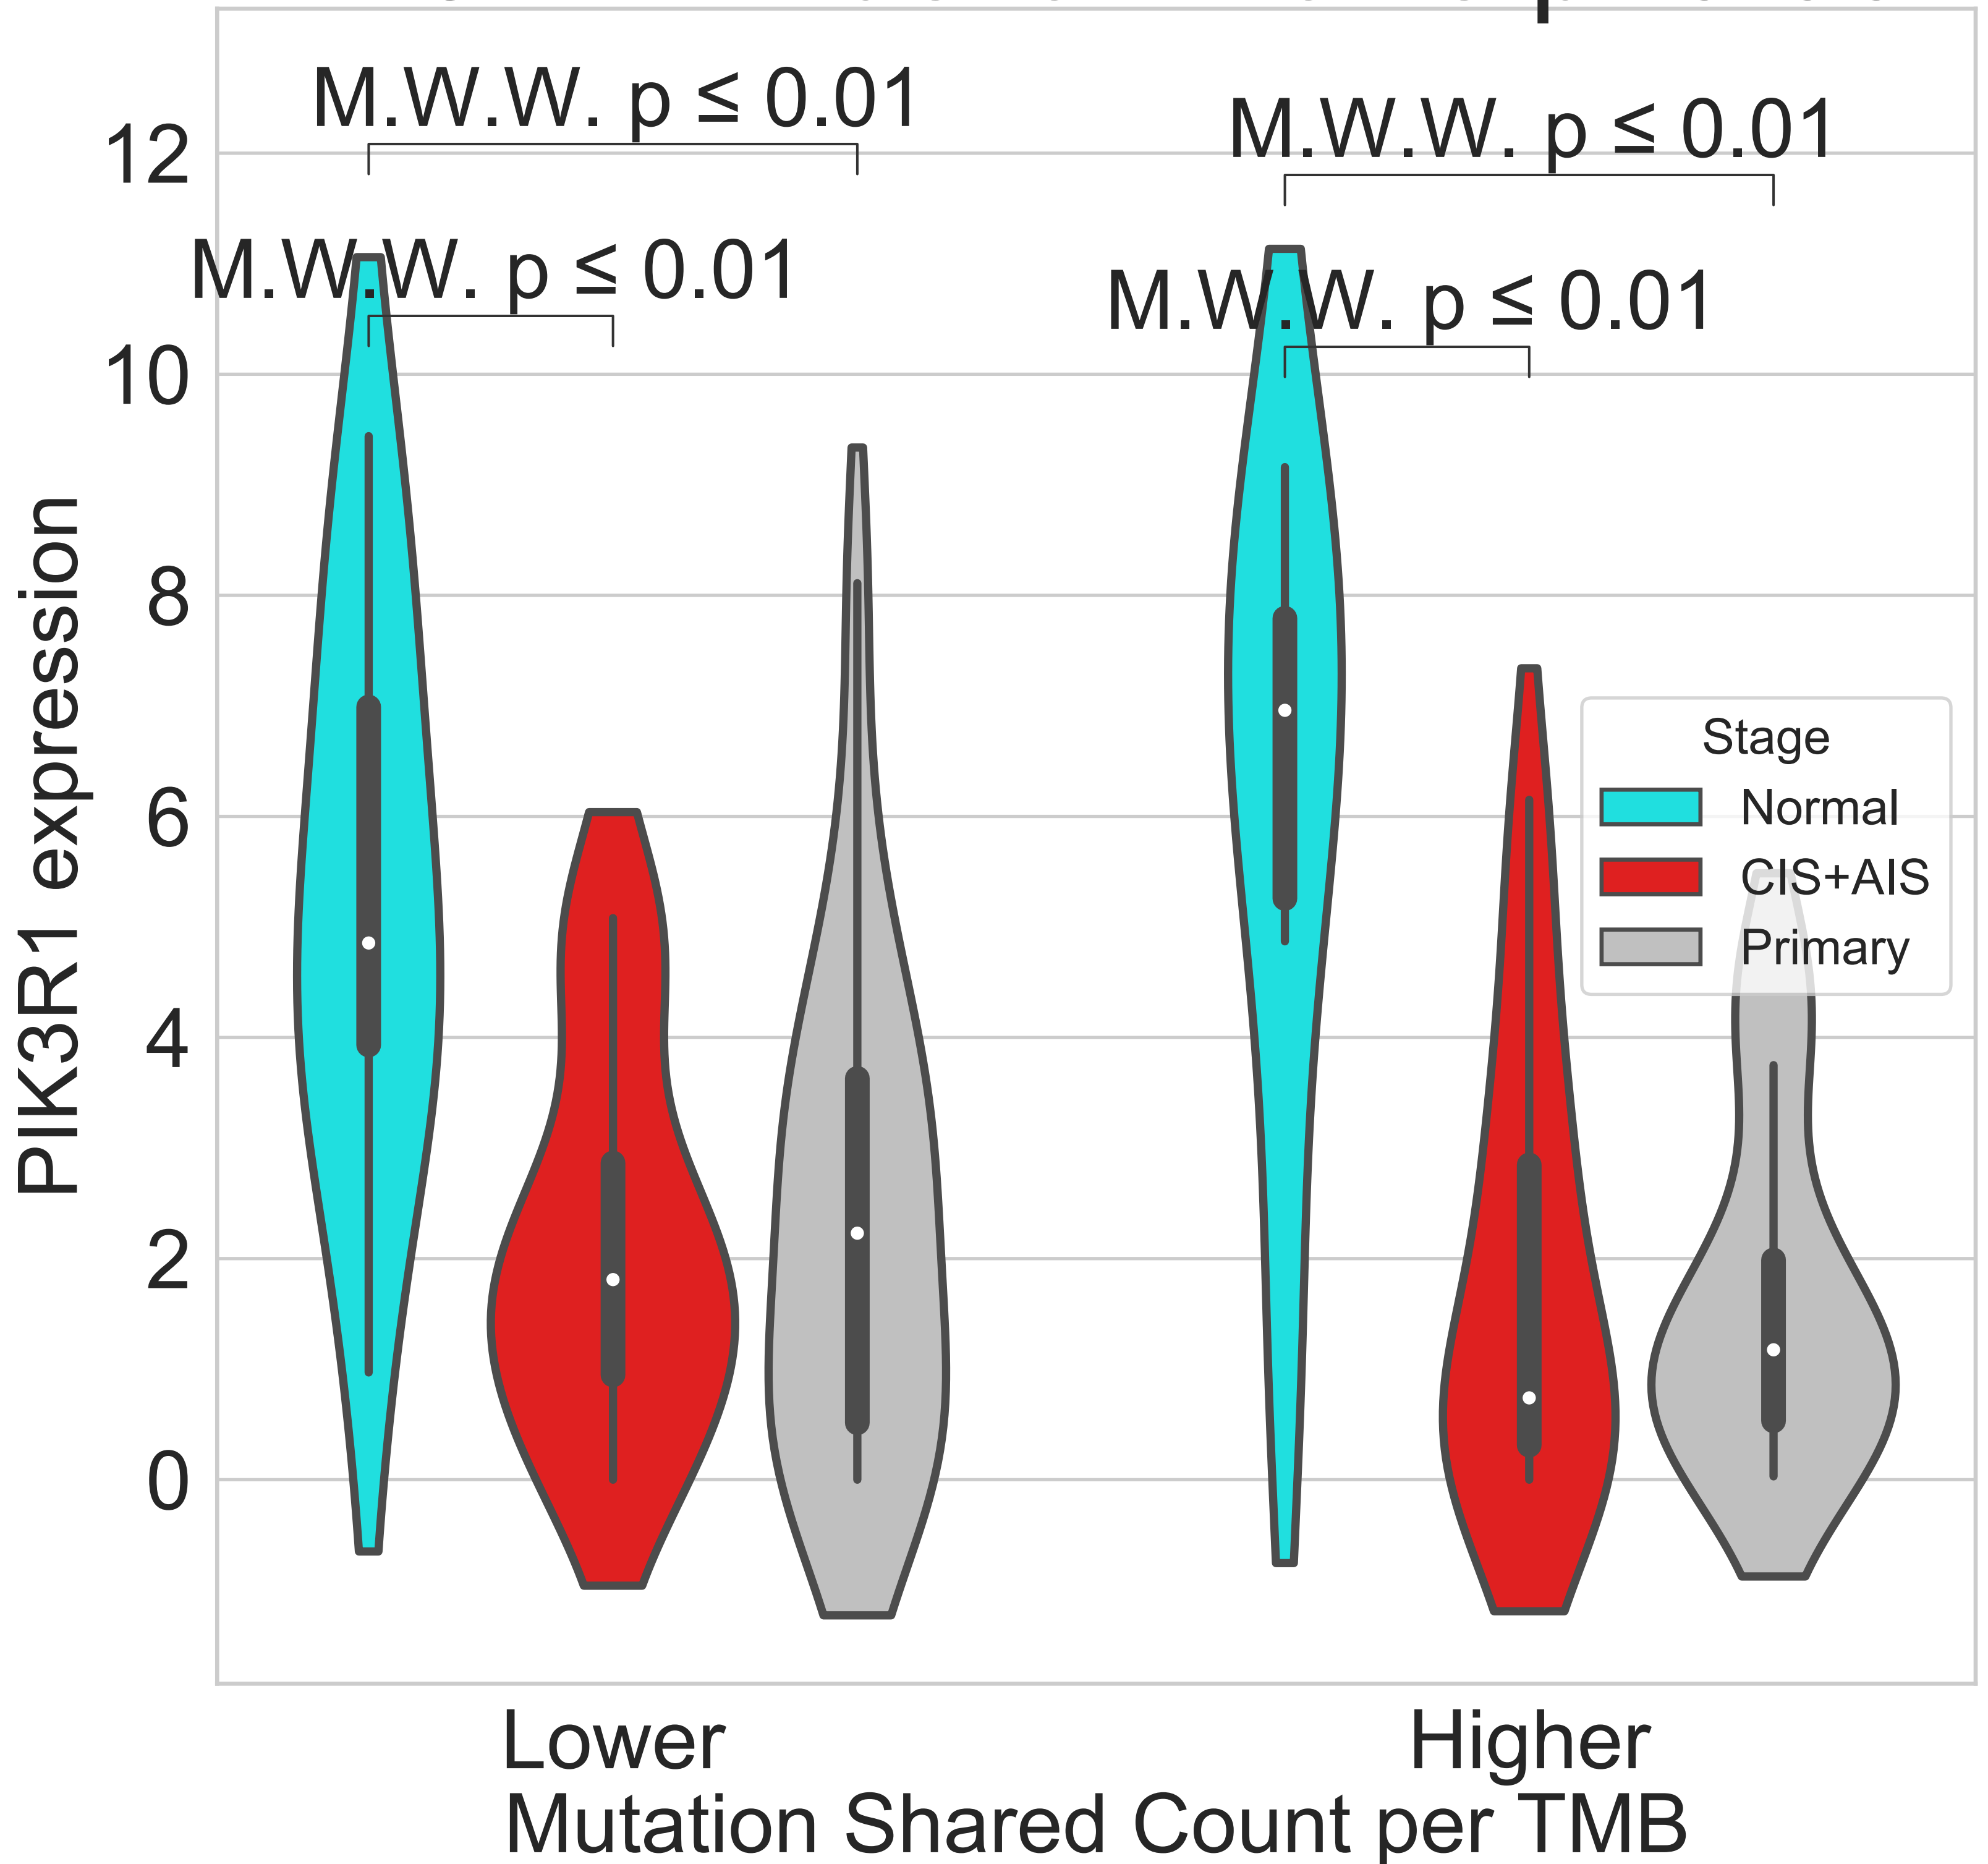 M.W.W. p ≤ 0.01
M.W.W. p ≤ 0.01
M.W.W. p ≤ 0.01
M.W.W. p ≤ 0.01
12
10
8
6
4
2
0
PIK3R1 expression
Stage
Normal
CIS+AIS
Primary
Lower
Higher
Mutation Shared Count per TMB